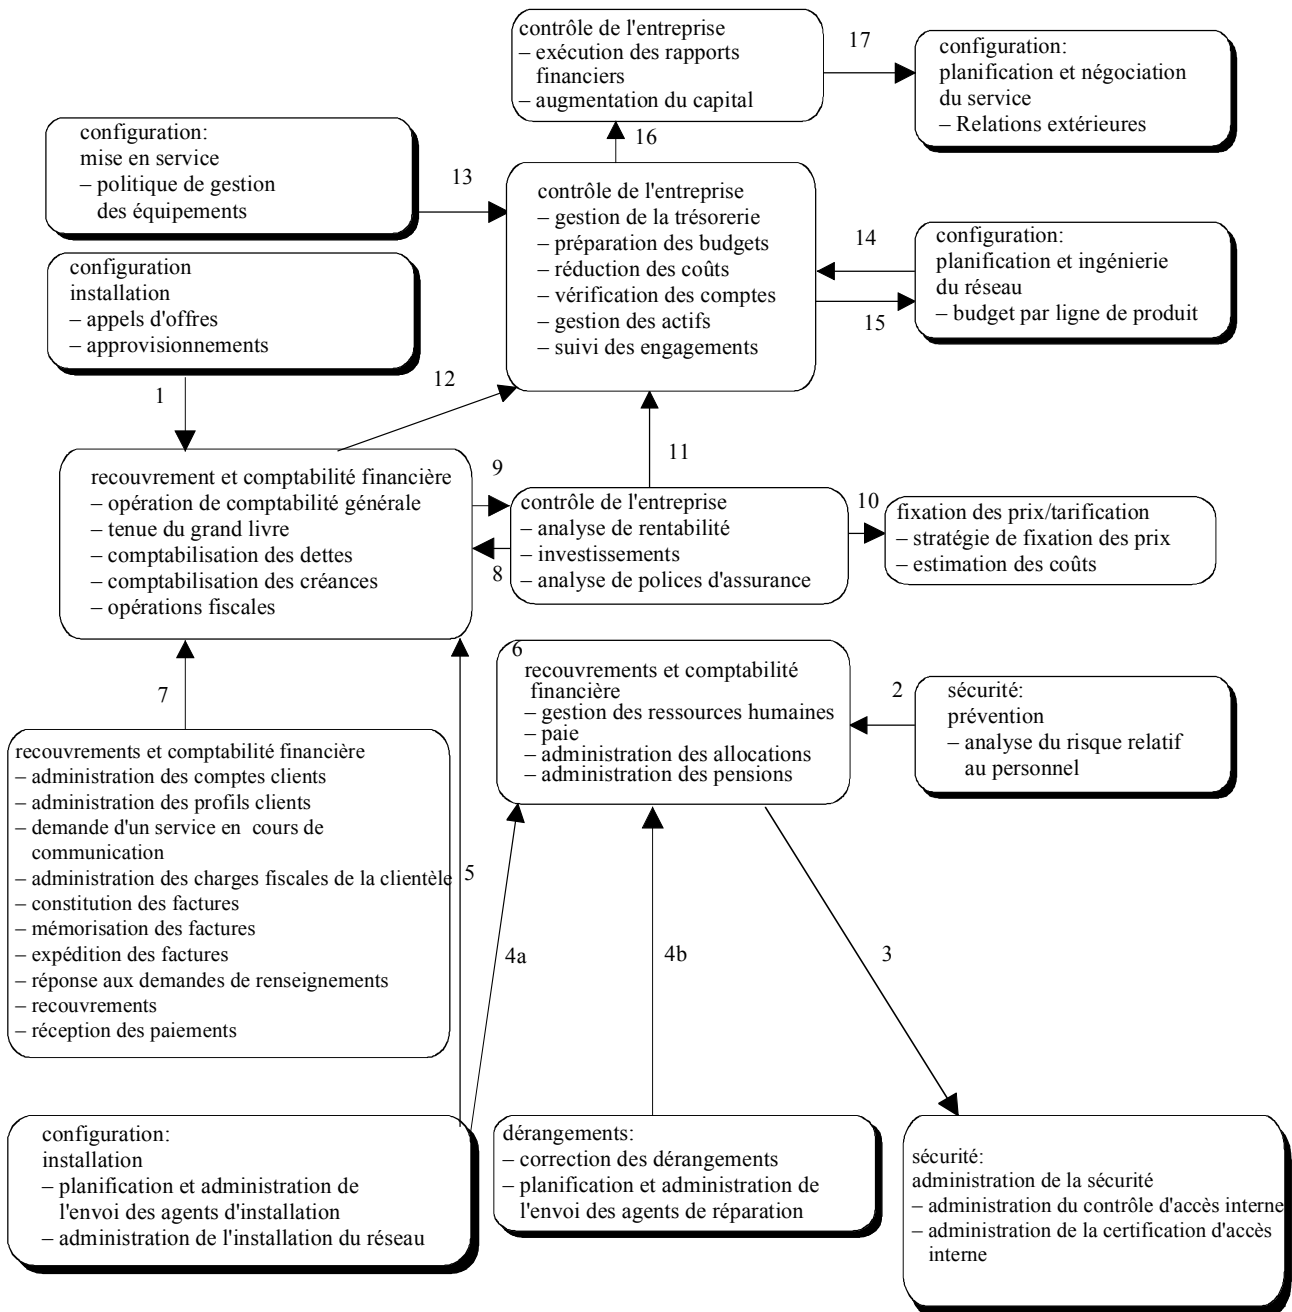 contrôle de l'entreprise
– exécution des rapports
financiers
– augmentation du capital
17
configuration:
planification et négociation
du service
– Relations extérieures
16
configuration:
mise en service
– politique de gestion
des équipements
13
contrôle de l'entreprise
– gestion de la trésorerie
– préparation des budgets
– réduction des coûts
– vérification des comptes
– gestion des actifs
– suivi des engagements
14
15
configuration:
planification et ingénierie
du réseau
– budget par ligne de produit
configuration
installation
– appels d'offres
– approvisionnements
1
12
11
recouvrement et comptabilité financière
– opération de comptabilité générale
– tenue du grand livre
– comptabilisation des dettes
– comptabilisation des créances
– opérations fiscales
9
8
contrôle de l'entreprise
– analyse de rentabilité
– investissements
– analyse de polices d'assurance
10
fixation des prix/tarification
– stratégie de fixation des prix
– estimation des coûts
7
6
recouvrements et comptabilité
financière
– gestion des ressources humaines
– paie
– administration des allocations
– administration des pensions
2
sécurité:
prévention
– analyse du risque relatif
au personnel
recouvrements et comptabilité financière
– administration des comptes clients
– administration des profils clients
– demande d'un service en cours de
communication
– administration des charges fiscales de la clientèle
– constitution des factures
– mémorisation des factures
– expédition des factures
– réponse aux demandes de renseignements
– recouvrements
– réception des paiements
5
4a
4b
3
configuration:
installation
– planification et administration de
l'envoi des agents d'installation
– administration de l'installation du réseau
dérangements:
– correction des dérangements
– planification et administration de
l'envoi des agents de réparation
sécurité:
administration de la sécurité
– administration du contrôle d'accès interne
– administration de la certification d'accès
interne